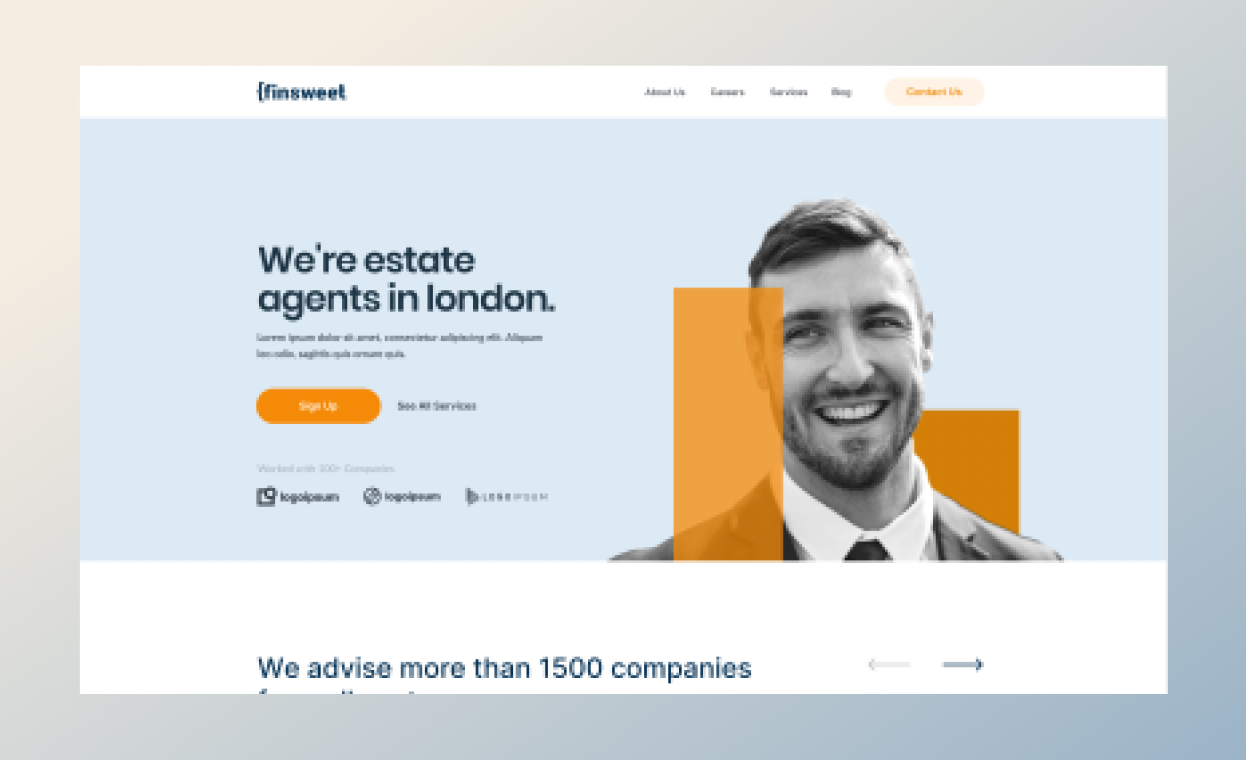 {finsweet
About Us Careers Services Blog Contact Us
We're estate
agents in london.
Lorem ipsum dolor sit amet, consectetur adipiscing elit. Aliquam
leo odio, sagittis quis ornare quis.
Sign Up See All Services
Worked with 100+ Companies
logoipsum logoipsum LOGOIPSUM
We advise more than 1500 companies